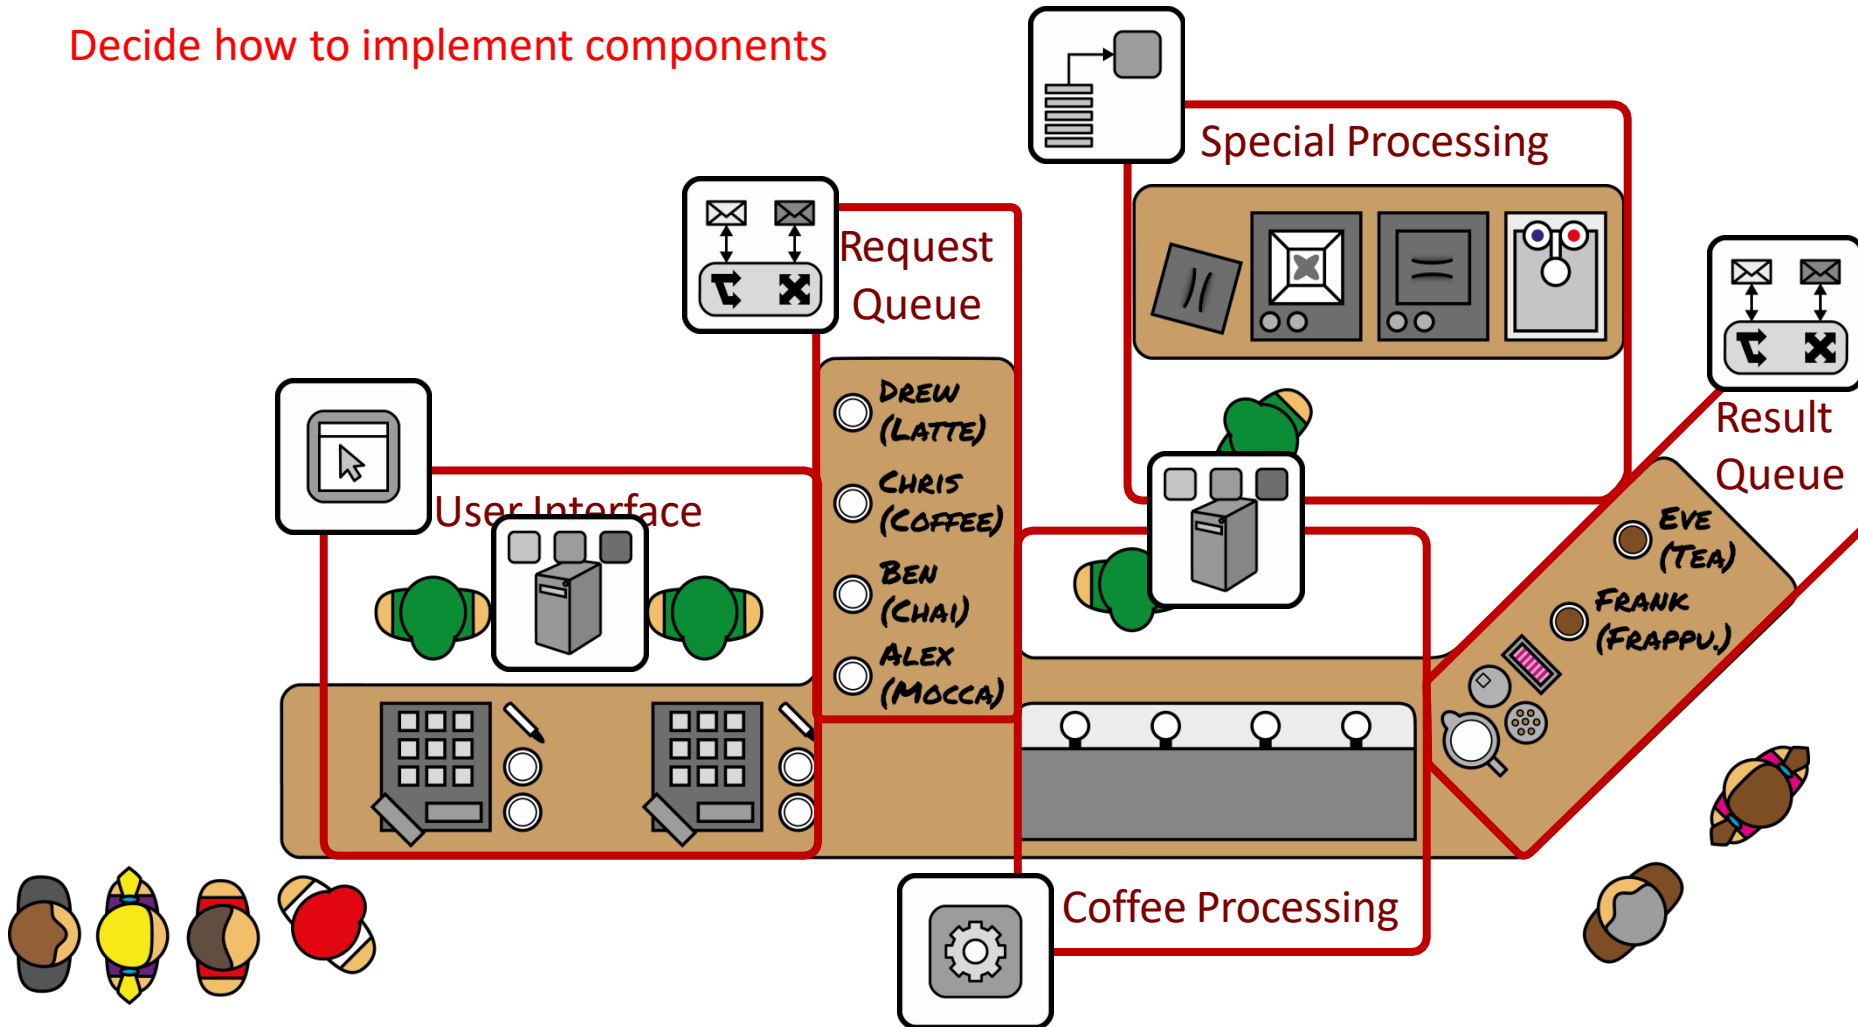 Decide how to implement components
Special Processing
Request
Queue
DREW
(LATTE)
CHRIS
(COFFEE)
BEN
(CHAI)
ALEX
(MOCCA)
User Interface
Result
Queue
EVE
(TEA)
FRANK
(FRAPPU.)
Coffee Processing